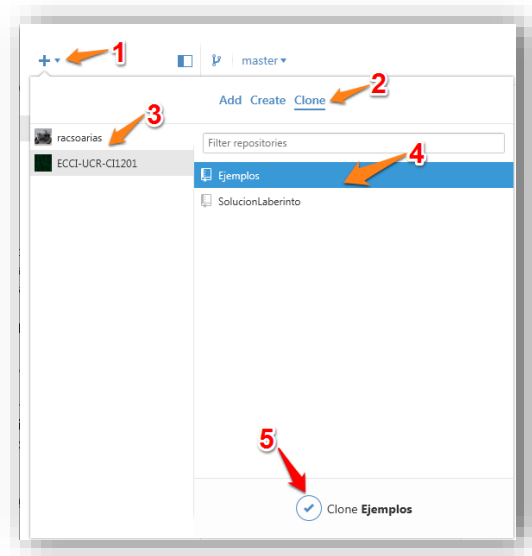 1
master
2
Add Create Clone
3
racsoarias
Filter repositories
4
ECCI-UCR-CI1201
Ejemplos
SolucionLaberinto
5
Clone Ejemplos